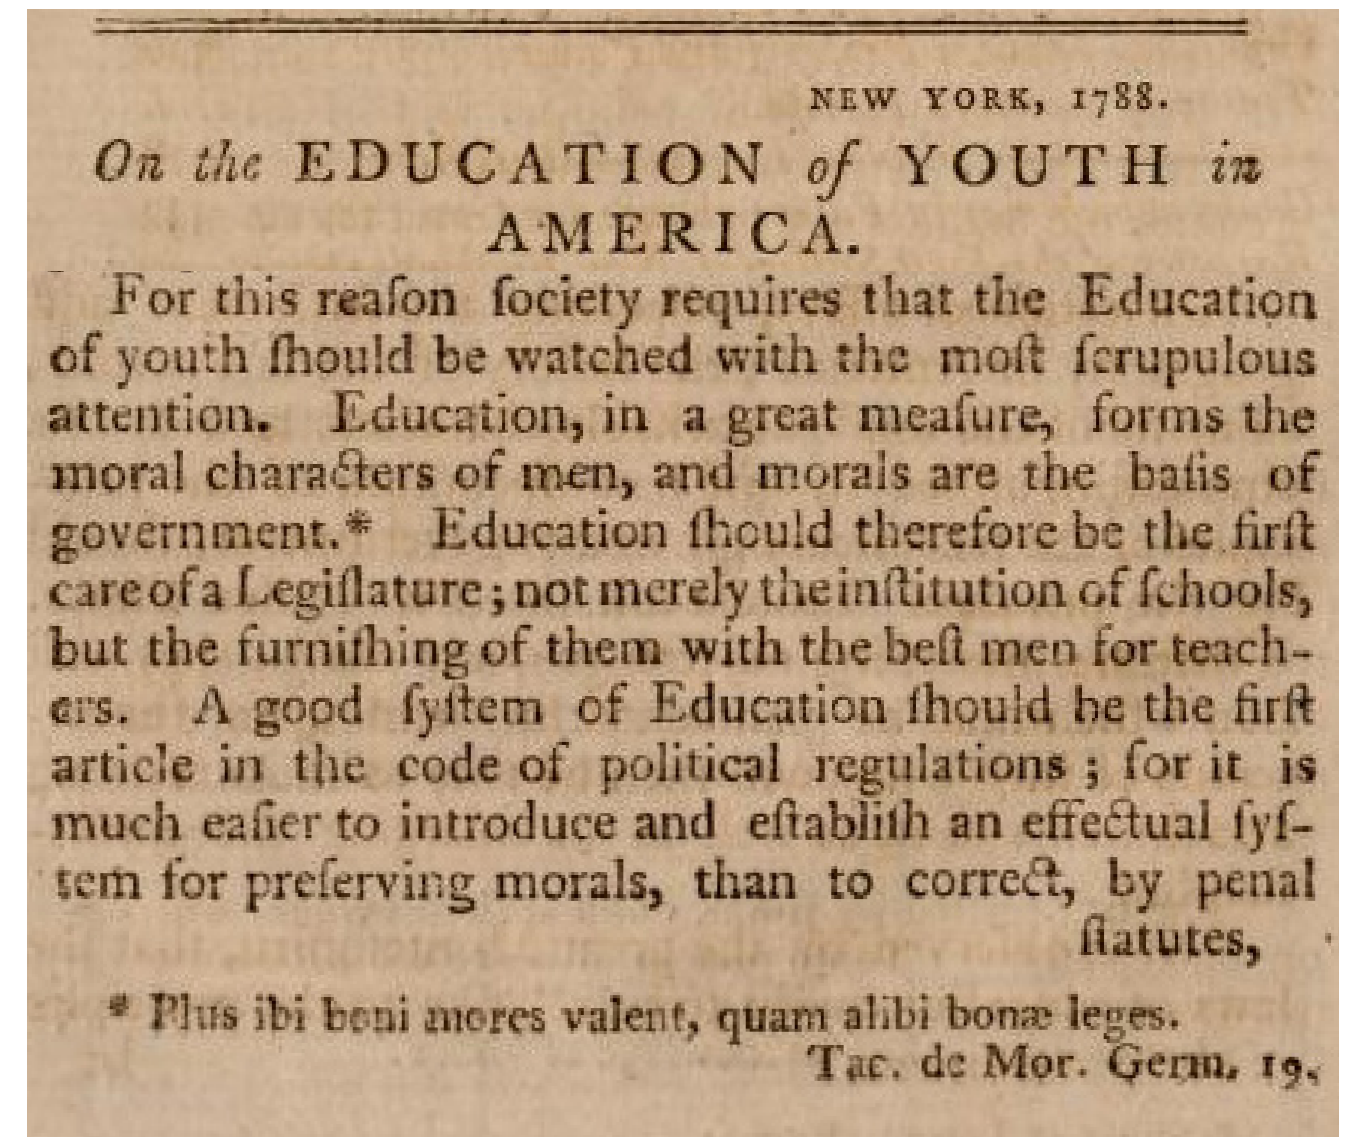 NEW YORK, 1788.
On the EDUCATION of YOUTH in
AMERICA.
For this reaſon ſociety requires that the Education
of youth ſhould be watched with the moſt ſcrupulous
attention. Education, in a great meaſure, forms the
moral characters of men, and morals are the baſis of
government.* Education ſhould therefore be the firſt
care of a Legiſlature; not merely the inſtitution of ſchools,
but the furniſhing of them with the beſt men for teach-
ers. A good ſyſtem of Education ſhould be the firſt
article in the code of political regulations; for it is
much eaſier to introduce and eſtabliſh an effectual ſyſ-
tem for preſerving morals, than to correct, by penal
ſtatutes,
* Plus ibi boni mores valent, quam alibi bonæ leges.
Tac. de Mor. Germ. 19.